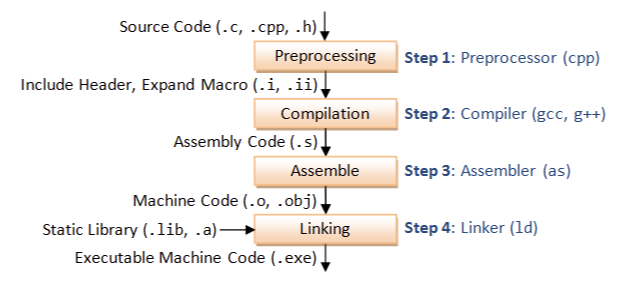 Source Code (.c, .cpp, .h)
Preprocessing
Step 1: Preprocessor (cpp)
Include Header, Expand Macro (.i, .ii)
Compilation
Step 2: Compiler (gcc, g++)
Assembly Code (.s)
Assemble
Step 3: Assembler (as)
Machine Code (.o, .obj)
Static Library (.lib, .a)
Linking
Step 4: Linker (ld)
Executable Machine Code (.exe)